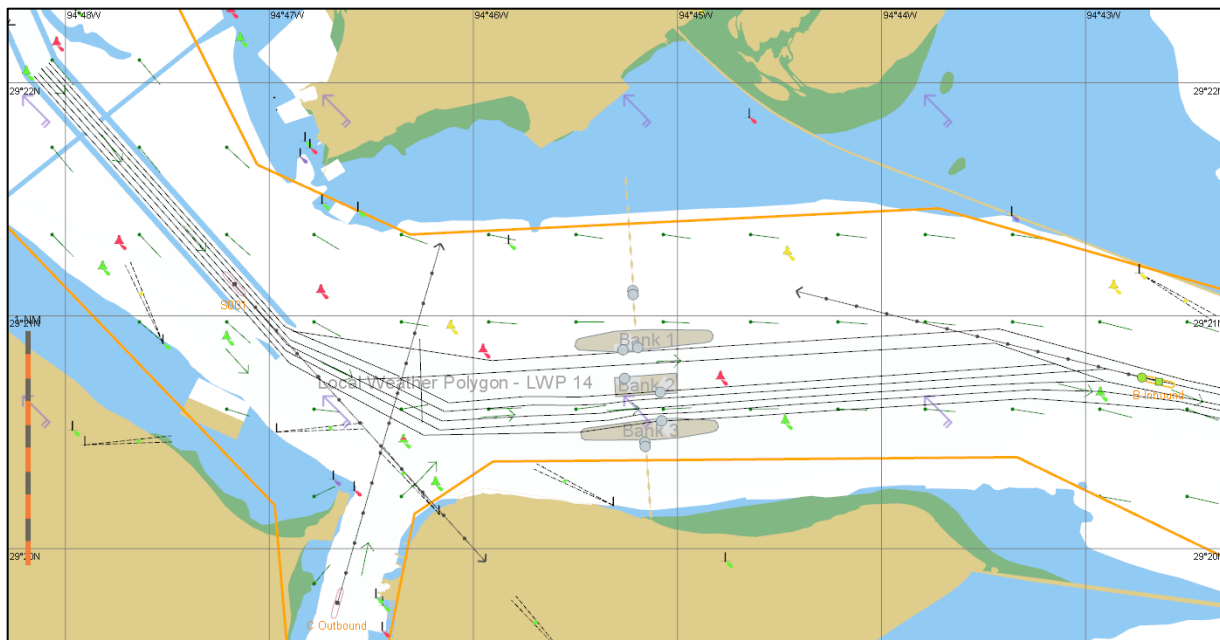 94°48'W 94°47'W 94°46'W 94°45'W 94°44'W 94°43'W
29°22'N 29°22'N
S001
1 NM 29°21'N 29°21'N
Bank 1
Local Weather Polygon - LWP 14
Bank 2
B Inbound
Bank 3
29°20'N 29°20'N
C Outbound